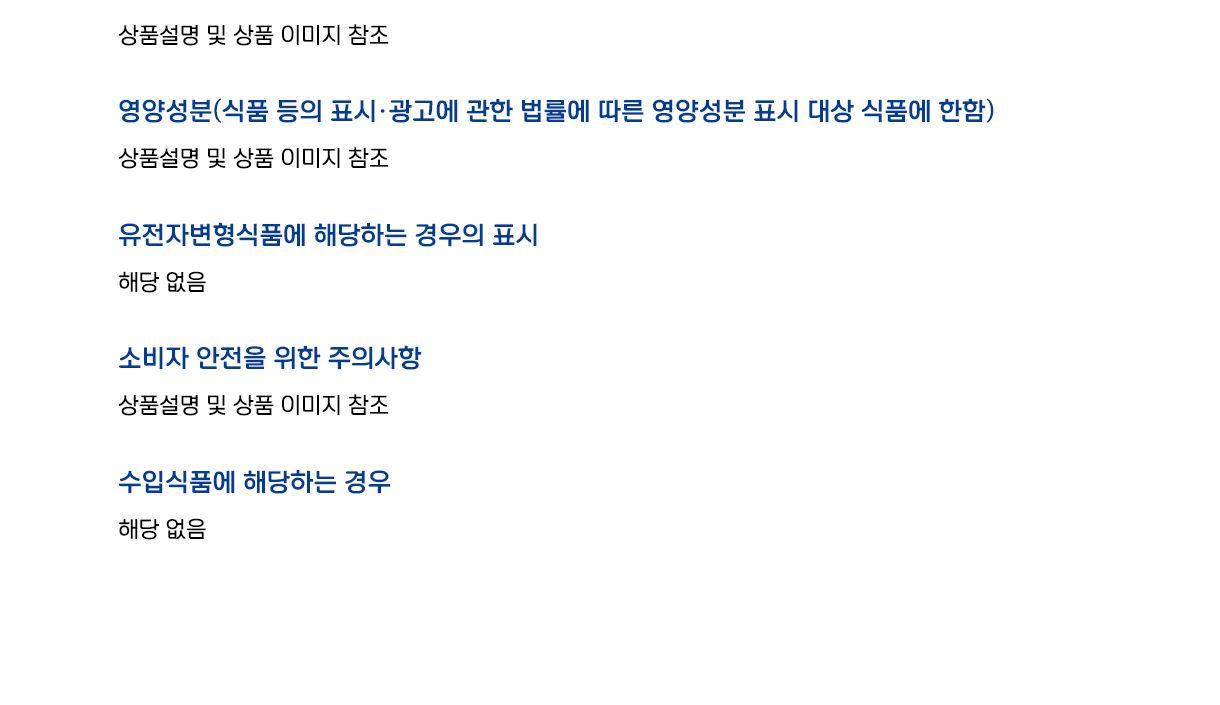 상품설명 및 상품 이미지 참조
영양성분(식품 등의 표시·광고에 관한 법률에 따른 영양성분 표시 대상 식품에 한함)
상품설명 및 상품 이미지 참조
유전자변형식품에 해당하는 경우의 표시
해당 없음
소비자 안전을 위한 주의사항
상품설명 및 상품 이미지 참조
수입식품에 해당하는 경우
해당 없음